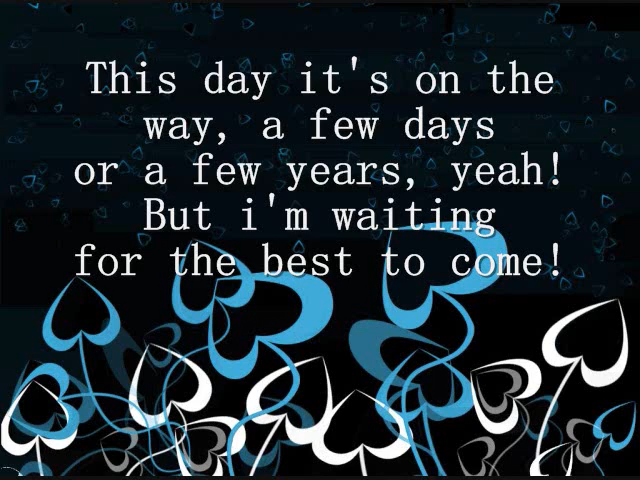 This day it's on the
way, a few days
or a few years, yeah!
But i'm waiting
for the best to come!